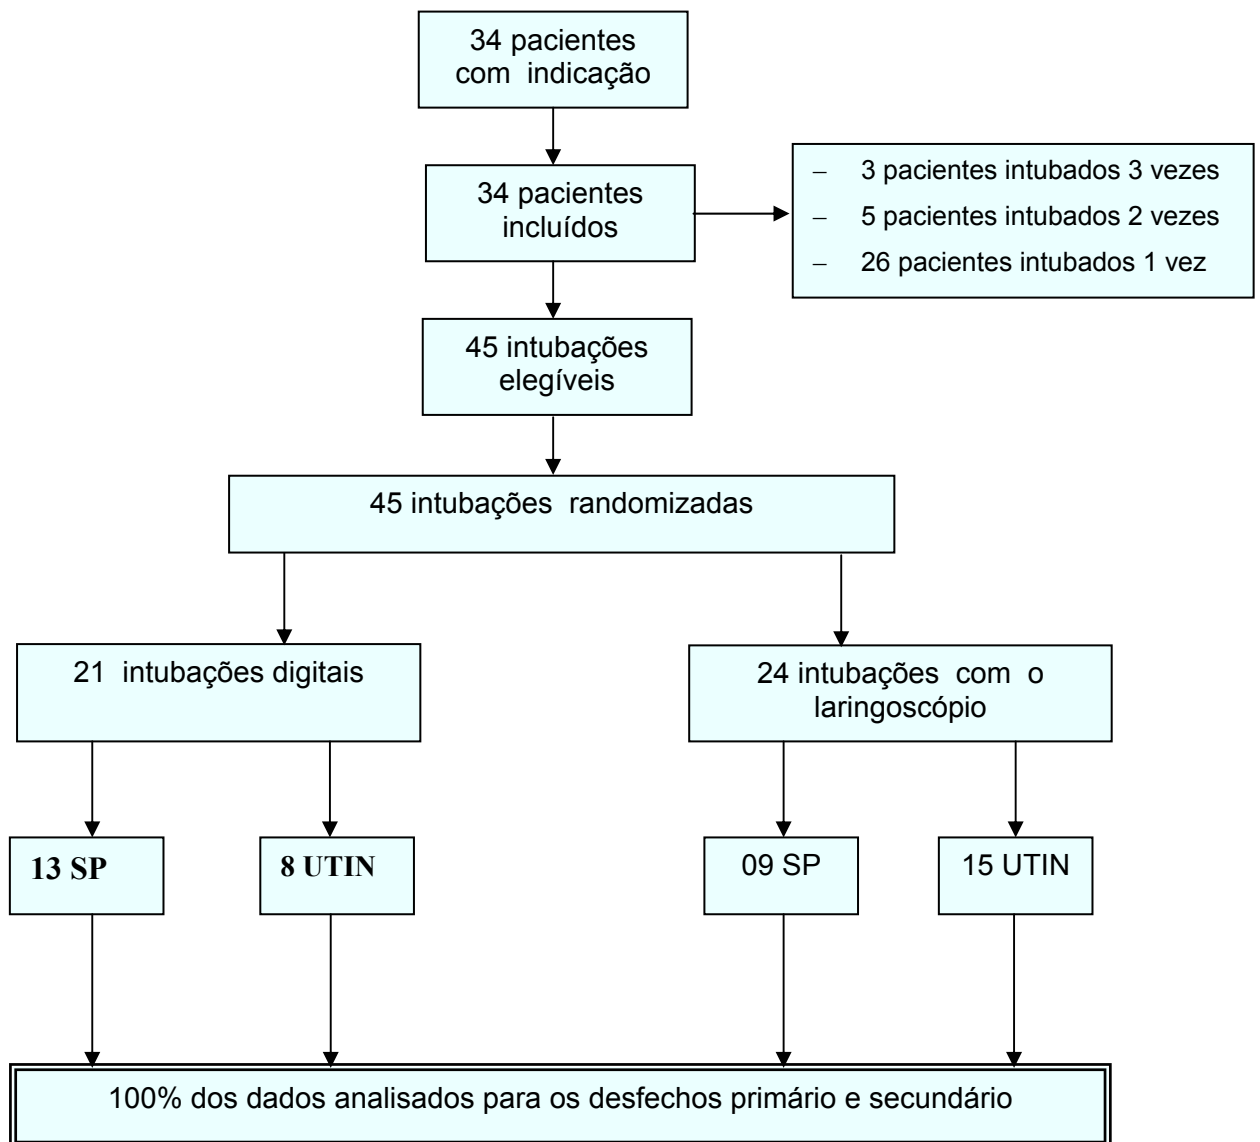 34 pacientes
com indicação
34 pacientes
incluídos
– 3 pacientes intubados 3 vezes
– 5 pacientes intubados 2 vezes
– 26 pacientes intubados 1 vez
45 intubações
elegíveis
45 intubações randomizadas
21 intubações digitais
24 intubações com o
laringoscópio
13 SP
8 UTIN
09 SP
15 UTIN
100% dos dados analisados para os desfechos primário e secundário